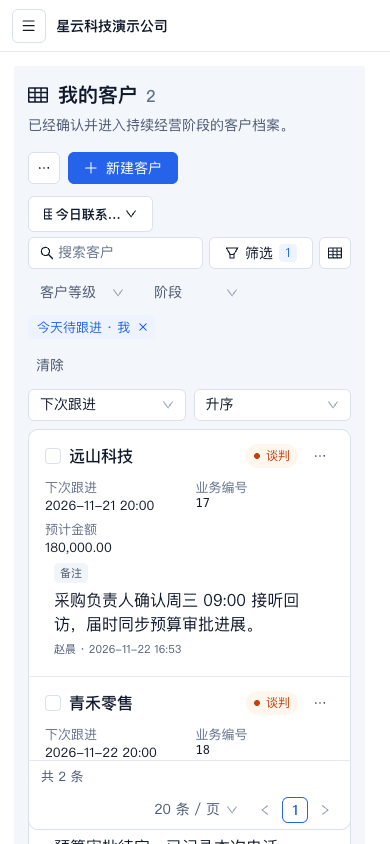 星云科技演示公司
我的客户 2
已经确认并进入持续经营阶段的客户档案。
··· + 新建客户
今日联系...
搜索客户 筛选 1
客户等级 阶段
今天待跟进 · 我 ×
清除
下次跟进 升序
远山科技 谈判 ···
下次跟进 业务编号
2026-11-21 20:00 17
预计金额
180,000.00
备注
采购负责人确认周三 09:00 接听回
访，届时同步预算审批进展。
赵晨 · 2026-11-22 16:53
青禾零售 谈判 ···
下次跟进 业务编号
2026-11-22 20:00 18
共 2 条
20 条 / 页 < 1 >